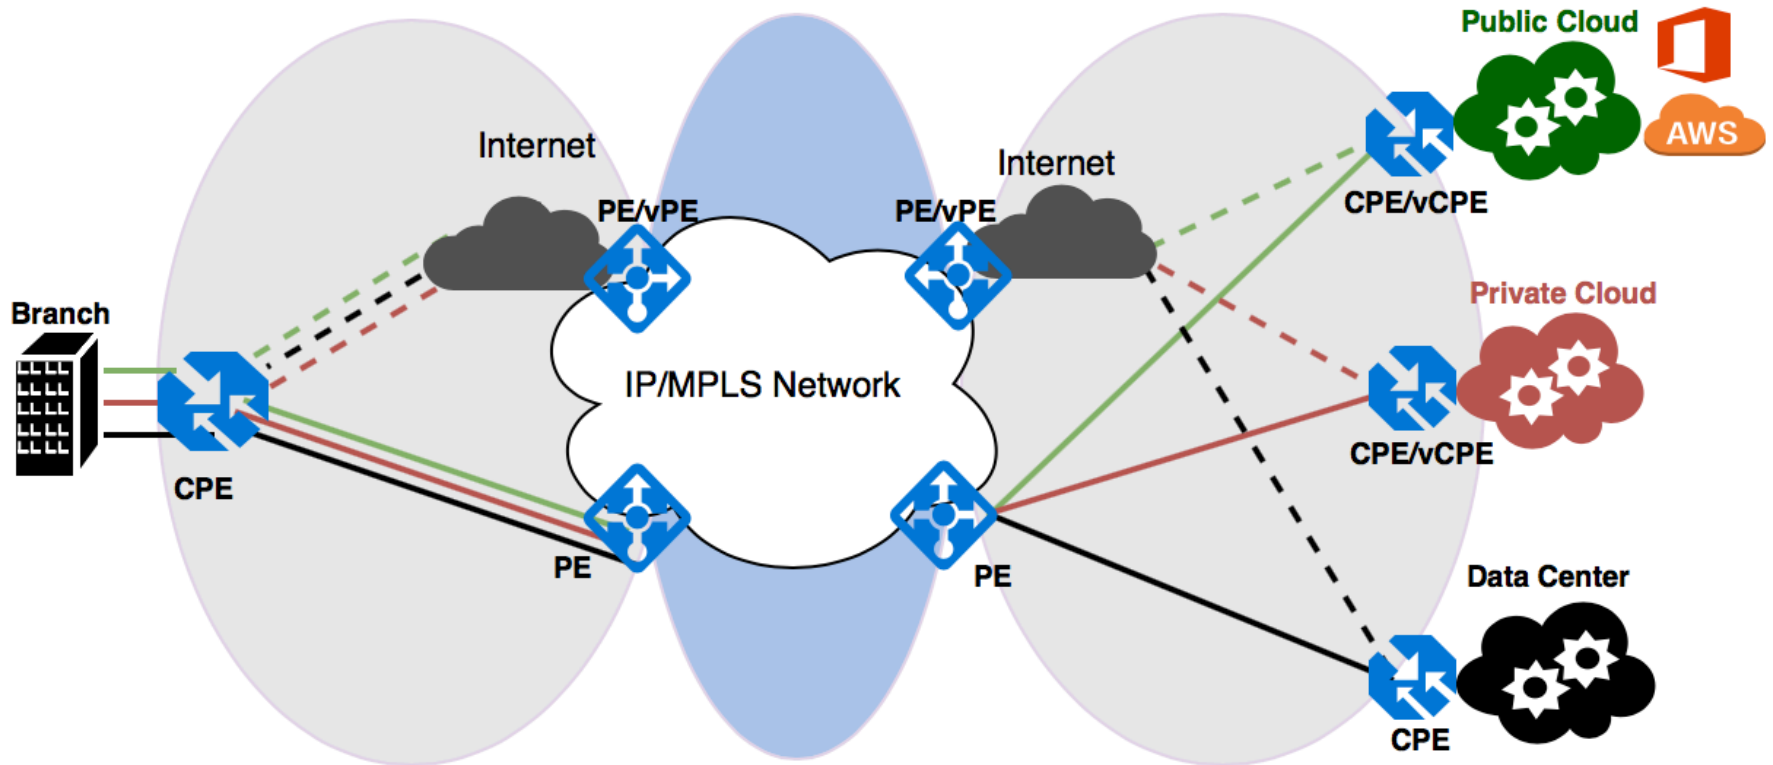 Public Cloud
AWS
Internet
Internet
CPE/vCPE
PE/vPE
PE/vPE
Private Cloud
Branch
IP/MPLS Network
CPE/vCPE
CPE
PE
PE
Data Center
CPE